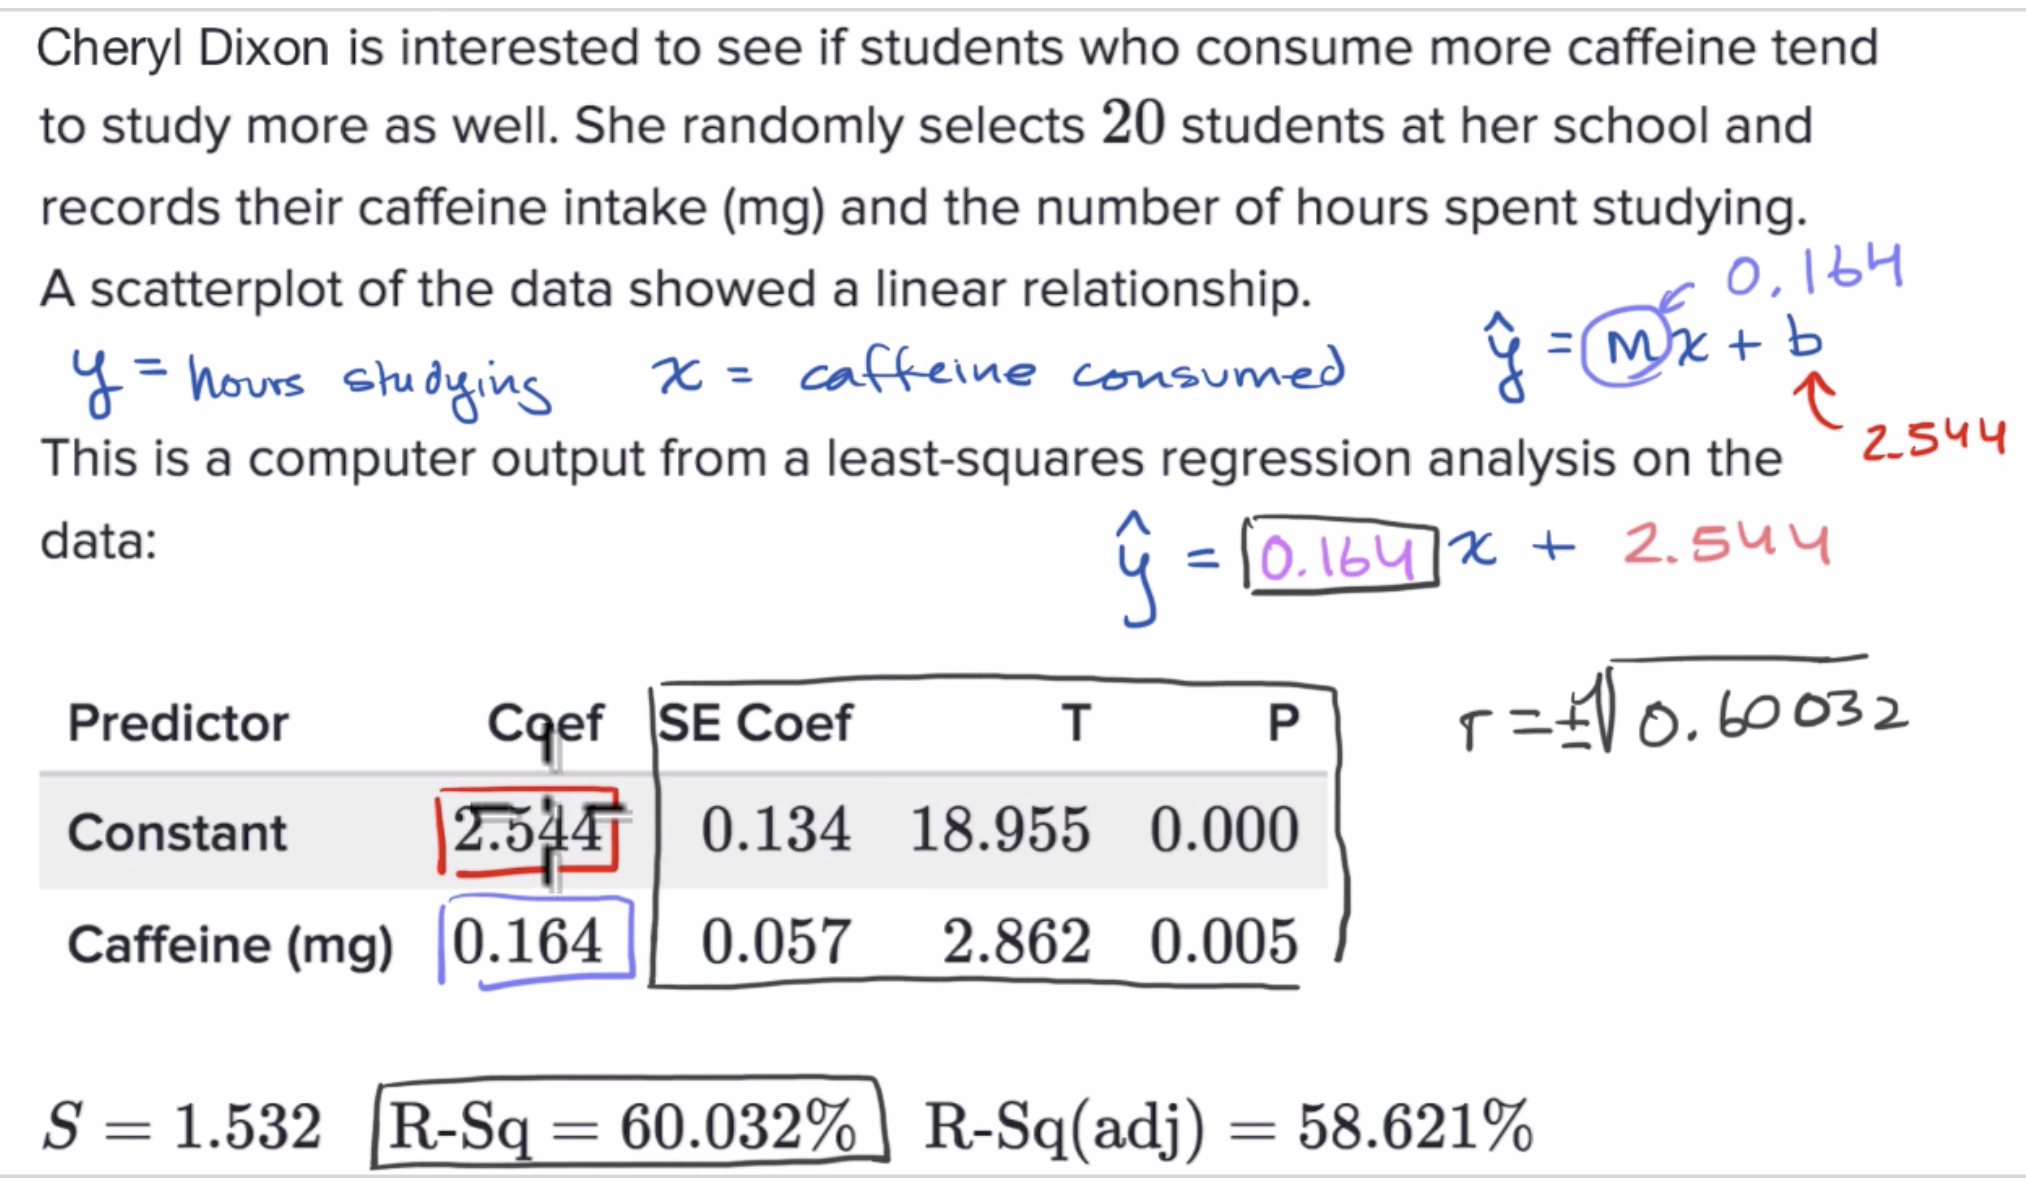 Cheryl Dixon is interested to see if students who consume more caffeine tend
to study more as well. She randomly selects 20 students at her school and
records their caffeine intake (mg) and the number of hours spent studying.
0.164
A scatterplot of the data showed a linear relationship.
ŷ = mx + b
y = hours studying x = caffeine consumed
2.544
This is a computer output from a least-squares regression analysis on the
data:
ŷ = 0.164 x + 2.544
Predictor Coef SE Coef T P
r = ±√0.60032
Constant 2.544 0.134 18.955 0.000
Caffeine (mg) 0.164 0.057 2.862 0.005
S = 1.532 R-Sq = 60.032% R-Sq(adj) = 58.621%